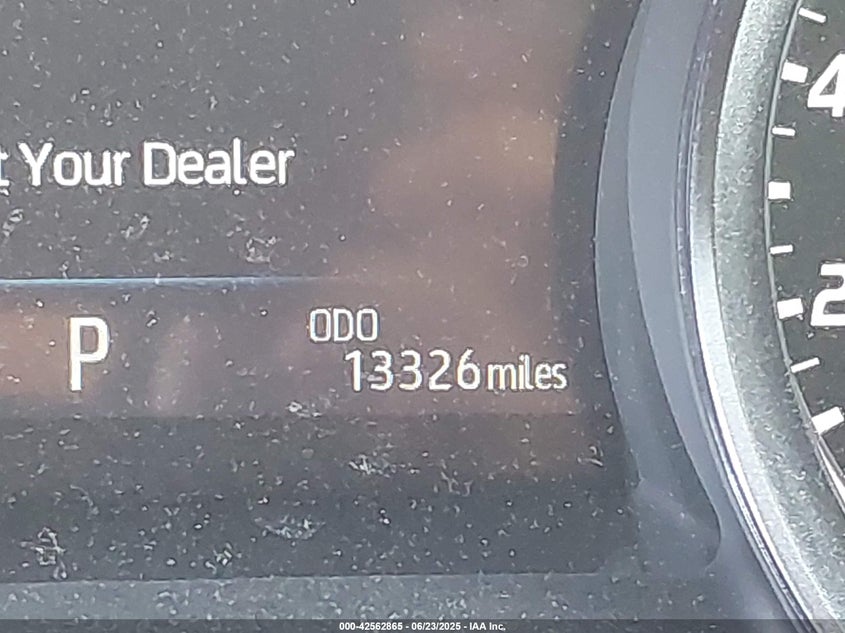 t Your Dealer
P
ODO
13326 miles
4
2
000-42562865 - 06/23/2025 - IAA Inc.